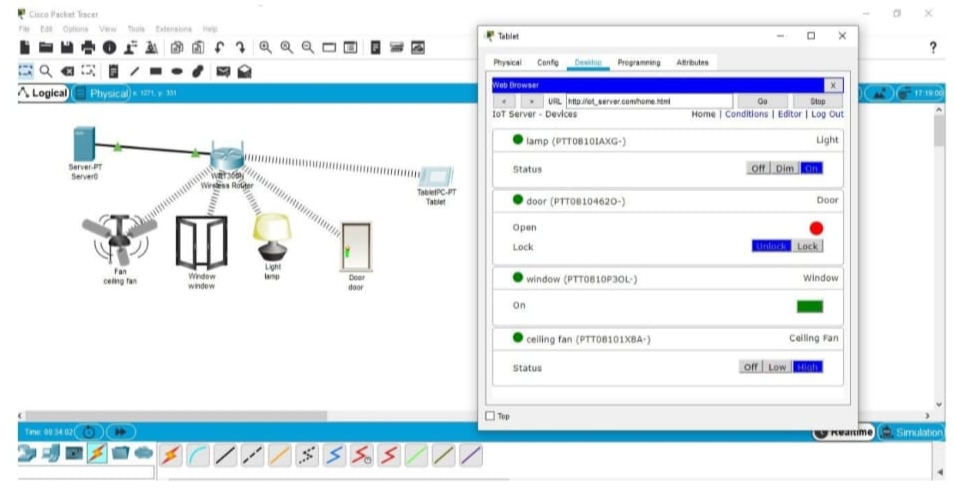 Cisco Packet Tracer
File Edit Options View Tools Extensions Help
?
Logical
Physical x: 1271, y: 331
17:19:00
Server-PT
Server0
Wireless Router
TabletPC-PT
Tablet
Fan
ceiling fan
Window
window
Light
lamp
Door
door
Tablet
Physical Config Desktop Programming Attributes
Web Browser X
< > URL http://iot_server.com/home.html Go Stop
IoT Server - Devices Home | Conditions | Editor | Log Out
lamp (PTT0810IAXG-) Light
Status Off Dim On
door (PTT08104620-) Door
Open
Lock Unlock Lock
window (PTT0810P3OL-) Window
On
ceiling fan (PTT08101X8A-) Ceiling Fan
Status Off Low High
Top
Time: 00:34:02
Realtime
Simulation